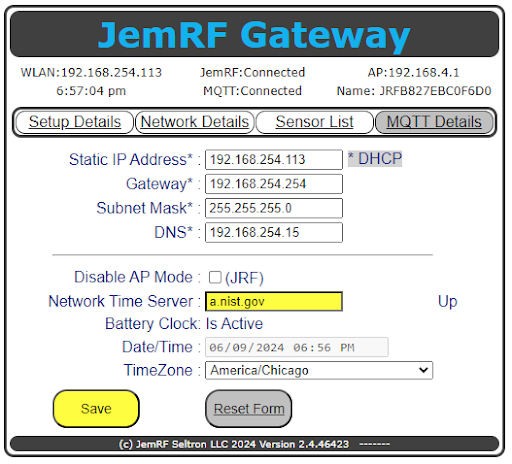 JemRF Gateway
WLAN:192.168.254.113 JemRF:Connected AP:192.168.4.1
6:57:04 pm MQTT:Connected Name: JRFB827EBC0F6D0
Setup Details Network Details Sensor List MQTT Details
Static IP Address* : 192.168.254.113 * DHCP
Gateway* : 192.168.254.254
Subnet Mask* : 255.255.255.0
DNS* : 192.168.254.15
Disable AP Mode : (JRF)
Network Time Server : a.nist.gov Up
Battery Clock: Is Active
Date/Time : 06/09/2024 06:56 PM
TimeZone : America/Chicago
Save Reset Form
(c) JemRF Seltron LLC 2024 Version 2.4.46423 -------